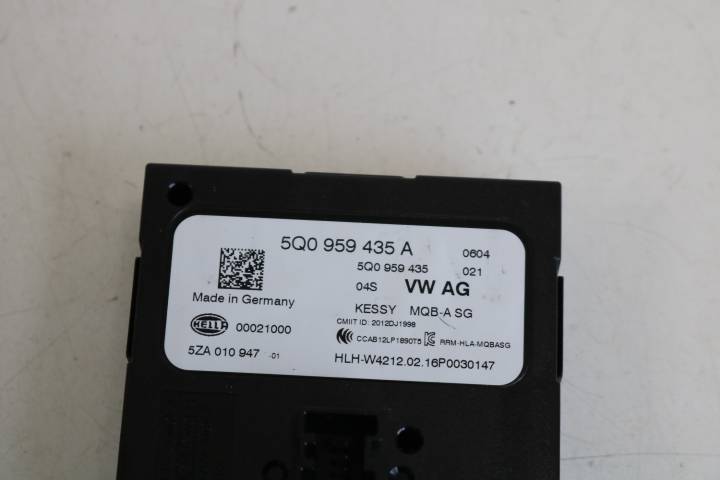 5Q0 959 435 A 0604
5Q0 959 435 021
04S VW AG
Made in Germany
KESSY MQB-A SG
CMIIT ID: 2012DJ1998
HELLA 00021000
CCAB12LP1890T5 RRM-HLA-MQBASG
5ZA 010 947 -01
HLH-W4212.02.16P0030147